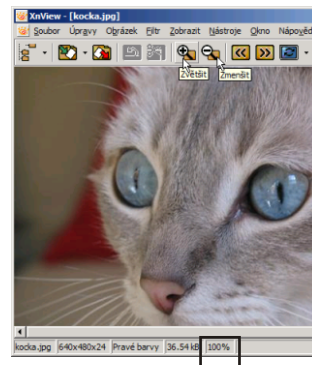 XnView - [kocka.jpg]
Soubor Úpravy Obrázek Filtr Zobrazit Nástroje Okno Nápověda
Zvětšit Zmenšit
kocka.jpg 640x480x24 Pravé barvy 36.54 kB 100%